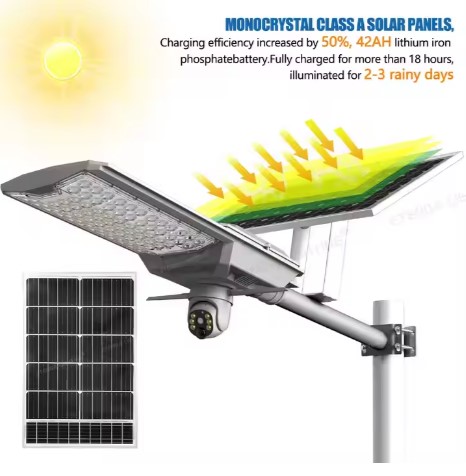 MONOCRYSTAL CLASS A SOLAR PANELS,
Charging efficiency increased by 50%, 42AH lithium iron
phosphatebattery.Fully charged for more than 18 hours,
illuminated for 2-3 rainy days